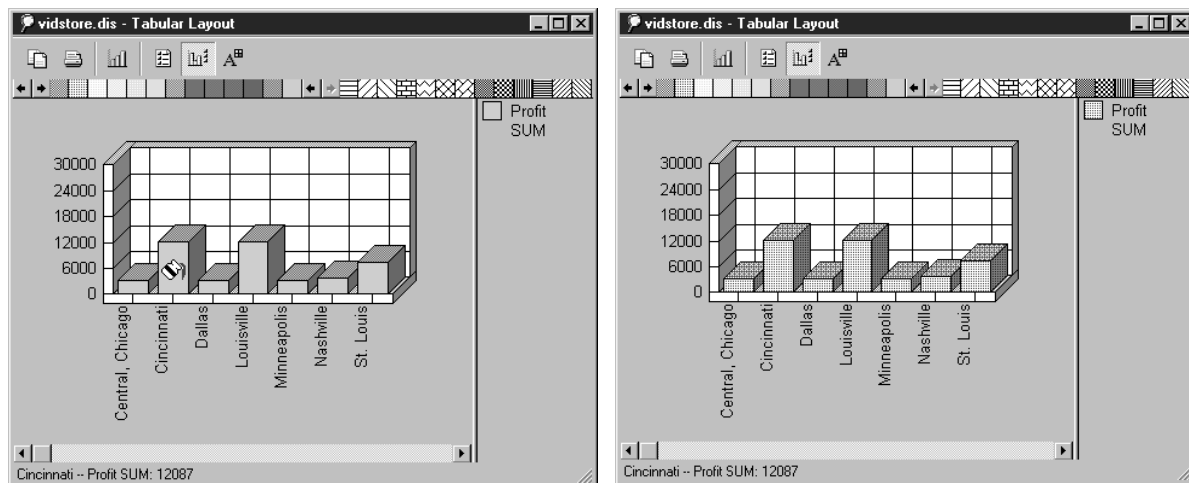 vidstore.dis - Tabular Layout
A
Profit
SUM
30000
24000
18000
12000
6000
0
Central, Chicago
Cincinnati
Dallas
Louisville
Minneapolis
Nashville
St. Louis
Cincinnati -- Profit SUM: 12087
vidstore.dis - Tabular Layout
A
Profit
SUM
30000
24000
18000
12000
6000
0
Central, Chicago
Cincinnati
Dallas
Louisville
Minneapolis
Nashville
St. Louis
Cincinnati -- Profit SUM: 12087